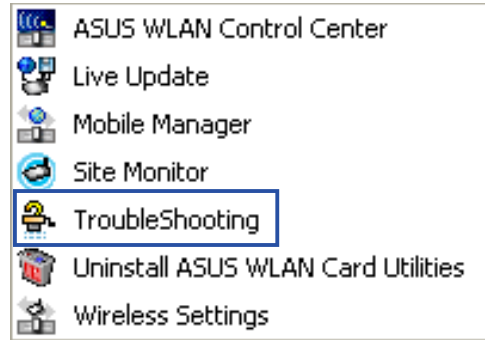 ASUS WLAN Control Center
Live Update
Mobile Manager
Site Monitor
TroubleShooting
Uninstall ASUS WLAN Card Utilities
Wireless Settings